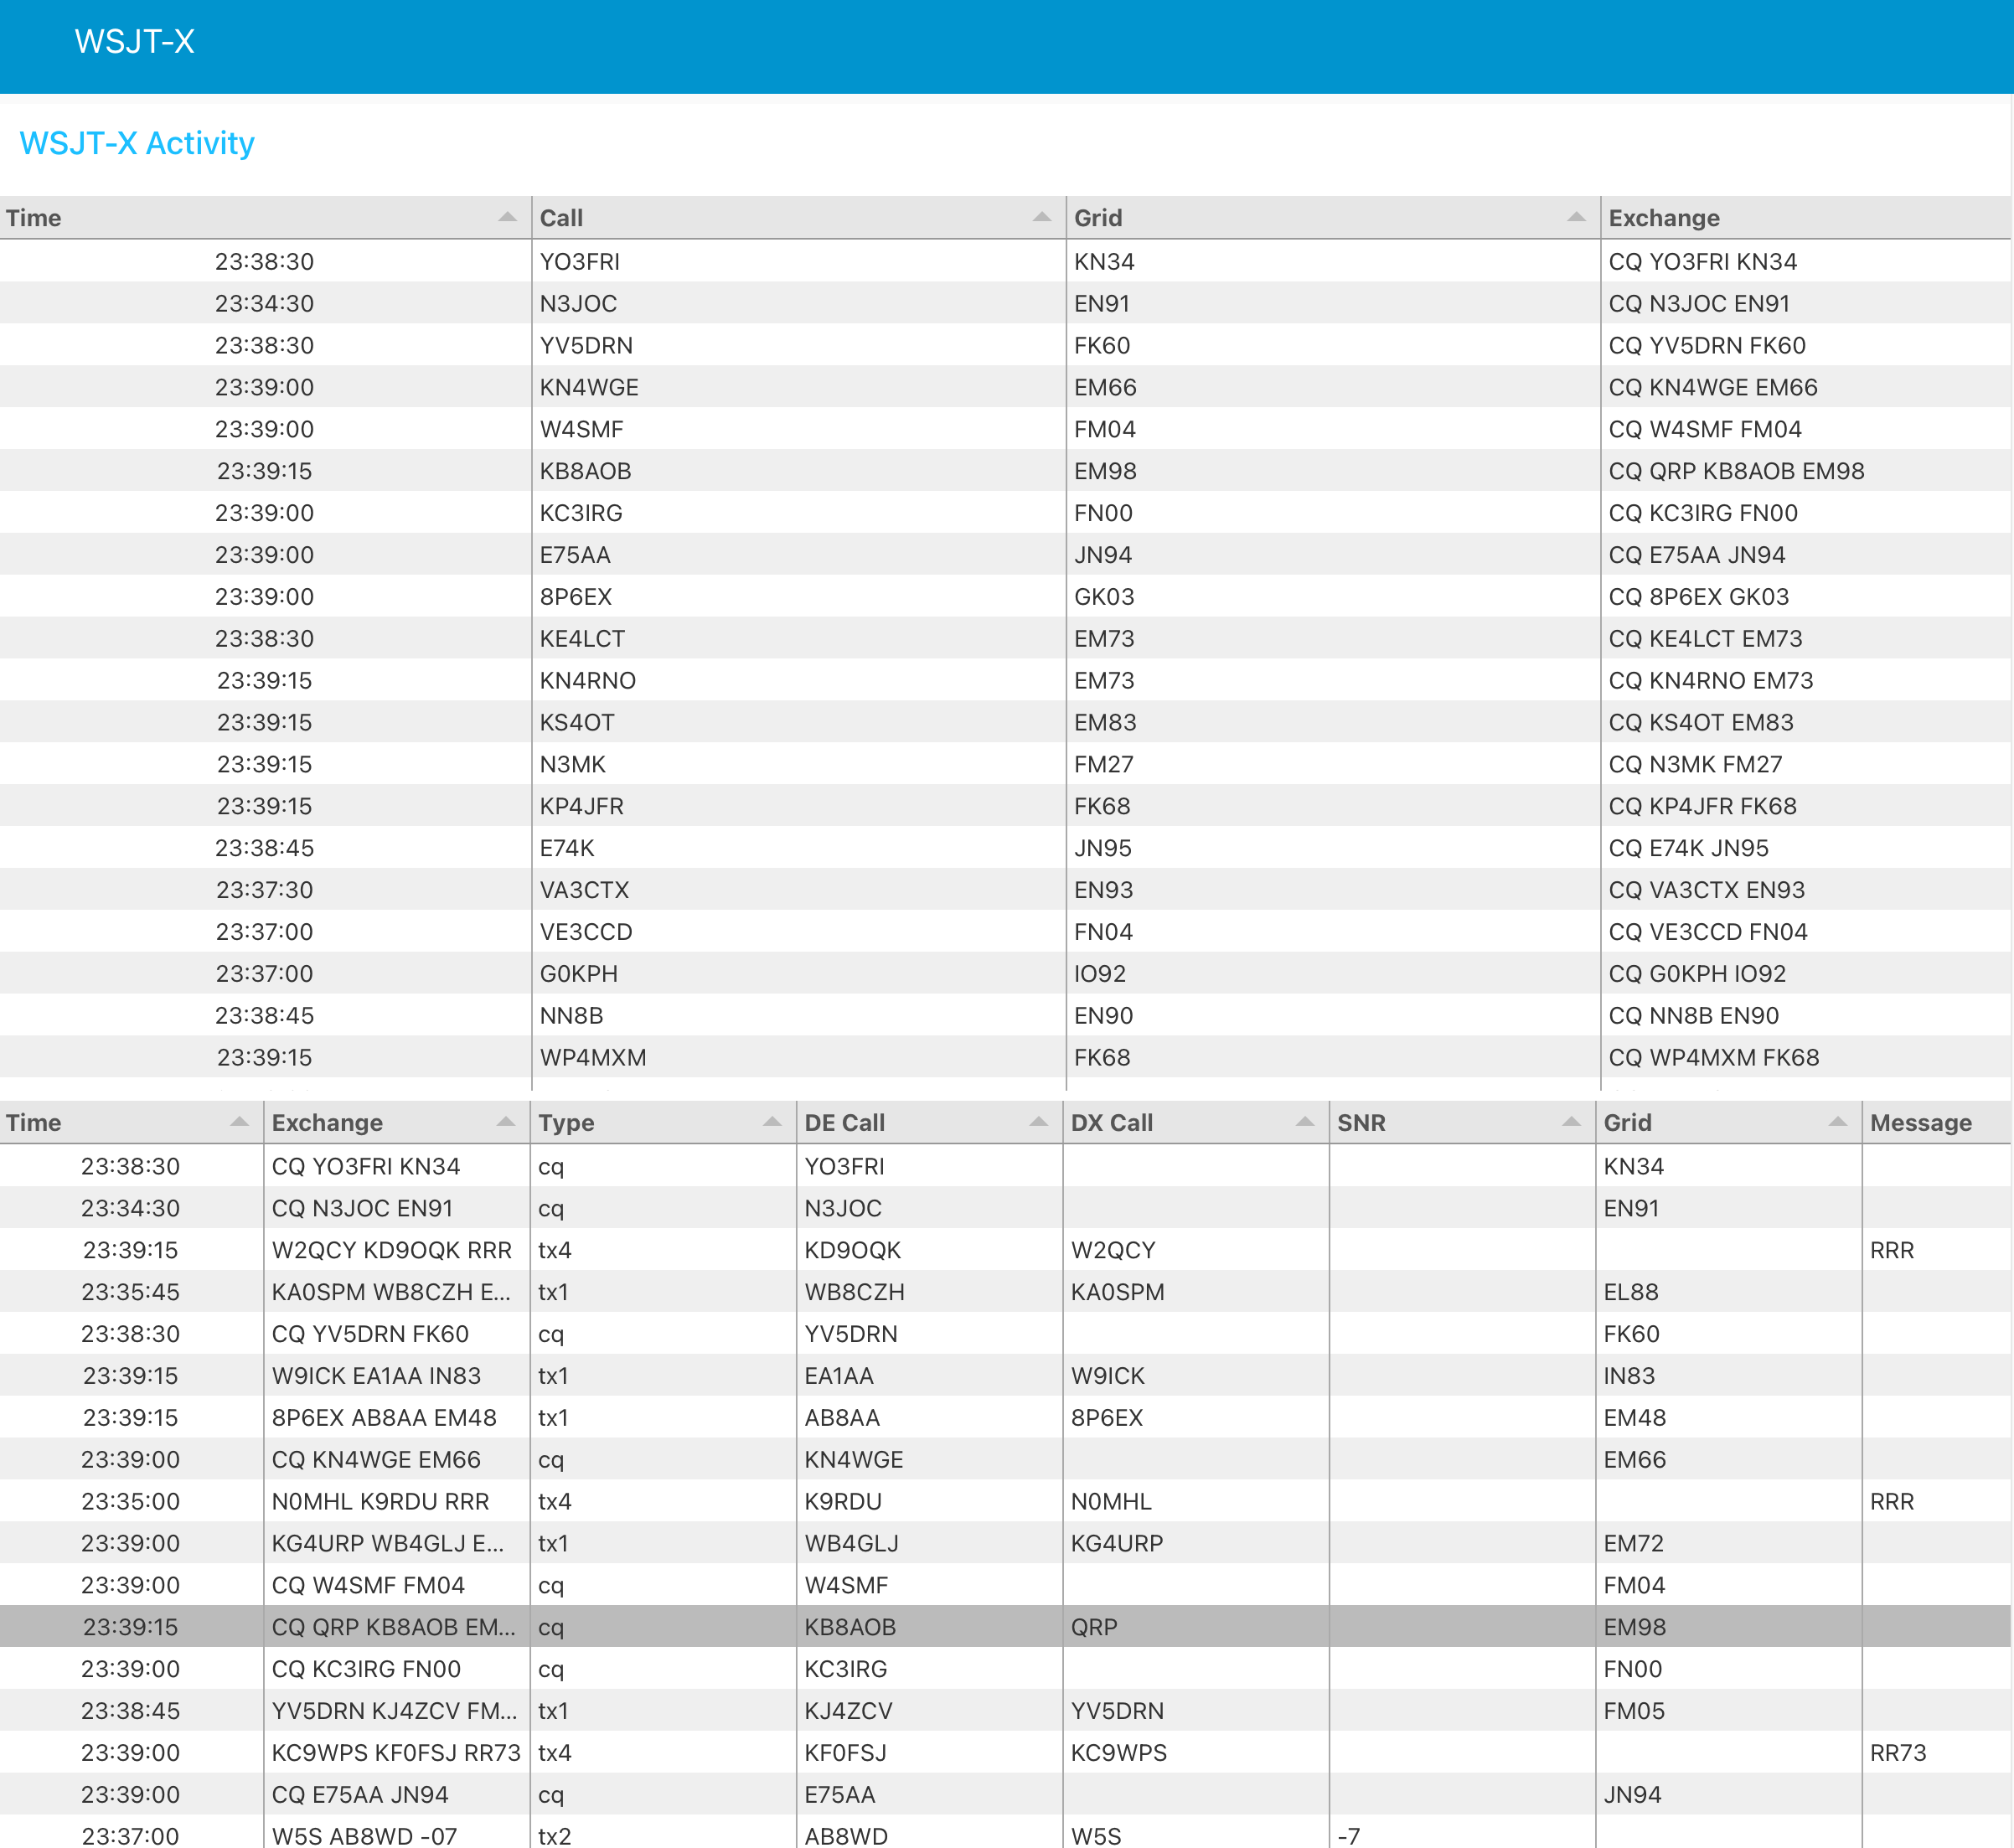 WSJT-X
WSJT-X Activity
Time Call Grid Exchange
23:38:30 YO3FRI KN34 CQ YO3FRI KN34
23:34:30 N3JOC EN91 CQ N3JOC EN91
23:38:30 YV5DRN FK60 CQ YV5DRN FK60
23:39:00 KN4WGE EM66 CQ KN4WGE EM66
23:39:00 W4SMF FM04 CQ W4SMF FM04
23:39:15 KB8AOB EM98 CQ QRP KB8AOB EM98
23:39:00 KC3IRG FN00 CQ KC3IRG FN00
23:39:00 E75AA JN94 CQ E75AA JN94
23:39:00 8P6EX GK03 CQ 8P6EX GK03
23:38:30 KE4LCT EM73 CQ KE4LCT EM73
23:39:15 KN4RNO EM73 CQ KN4RNO EM73
23:39:15 KS4OT EM83 CQ KS4OT EM83
23:39:15 N3MK FM27 CQ N3MK FM27
23:39:15 KP4JFR FK68 CQ KP4JFR FK68
23:38:45 E74K JN95 CQ E74K JN95
23:37:30 VA3CTX EN93 CQ VA3CTX EN93
23:37:00 VE3CCD FN04 CQ VE3CCD FN04
23:37:00 G0KPH IO92 CQ G0KPH IO92
23:38:45 NN8B EN90 CQ NN8B EN90
23:39:15 WP4MXM FK68 CQ WP4MXM FK68
Time Exchange Type DE Call DX Call SNR Grid Message
23:38:30 CQ YO3FRI KN34 cq YO3FRI KN34
23:34:30 CQ N3JOC EN91 cq N3JOC EN91
23:39:15 W2QCY KD9OQK RRR tx4 KD9OQK W2QCY RRR
23:35:45 KA0SPM WB8CZH E... tx1 WB8CZH KA0SPM EL88
23:38:30 CQ YV5DRN FK60 cq YV5DRN FK60
23:39:15 W9ICK EA1AA IN83 tx1 EA1AA W9ICK IN83
23:39:15 8P6EX AB8AA EM48 tx1 AB8AA 8P6EX EM48
23:39:00 CQ KN4WGE EM66 cq KN4WGE EM66
23:35:00 N0MHL K9RDU RRR tx4 K9RDU N0MHL RRR
23:39:00 KG4URP WB4GLJ E... tx1 WB4GLJ KG4URP EM72
23:39:00 CQ W4SMF FM04 cq W4SMF FM04
23:39:15 CQ QRP KB8AOB EM... cq KB8AOB QRP EM98
23:39:00 CQ KC3IRG FN00 cq KC3IRG FN00
23:38:45 YV5DRN KJ4ZCV FM... tx1 KJ4ZCV YV5DRN FM05
23:39:00 KC9WPS KF0FSJ RR73 tx4 KF0FSJ KC9WPS RR73
23:39:00 CQ E75AA JN94 cq E75AA JN94
23:37:00 W5S AB8WD -07 tx2 AB8WD W5S -7